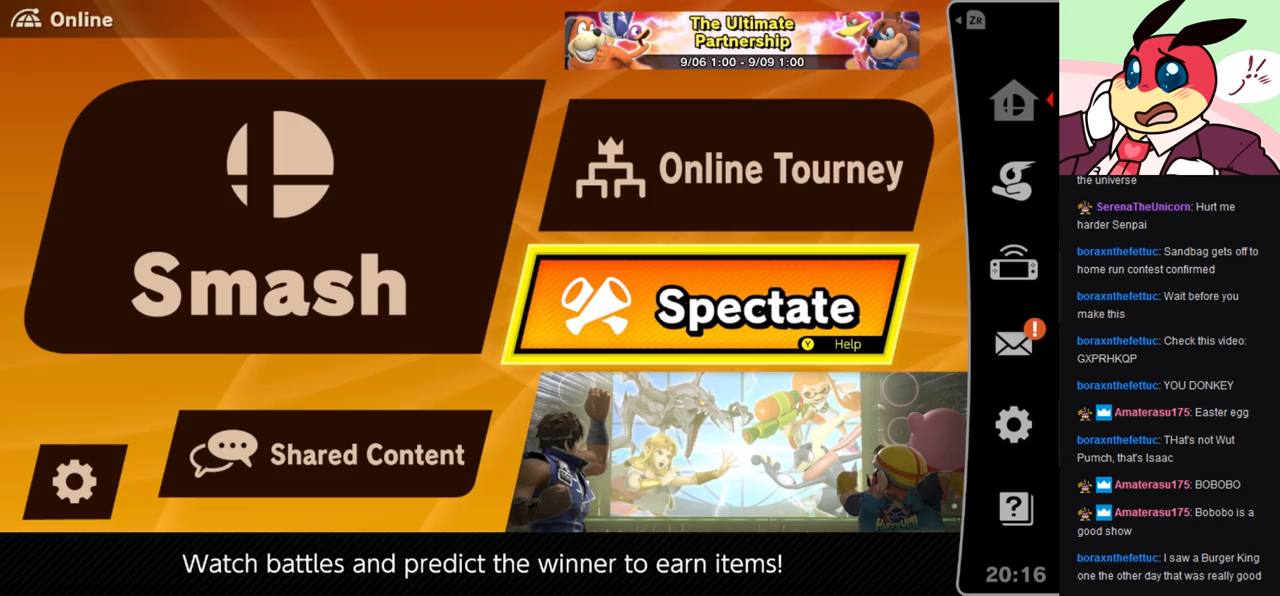 Online
The Ultimate
Partnership
9/06 1:00 - 9/09 1:00
ZR
Smash
Online Tourney
Spectate
Y Help
Shared Content
Watch battles and predict the winner to earn items!
20:16
!
?
!!
the universe
SerenaTheUnicorn: Hurt me
harder Senpai
boraxnthefettuc: Sandbag gets off to
home run contest confirmed
boraxnthefettuc: Wait before you
make this
boraxnthefettuc: Check this video:
GXPRHKQP
boraxnthefettuc: YOU DONKEY
Amaterasu175: Easter egg
boraxnthefettuc: THat's not Wut
Pumch, that's Isaac
Amaterasu175: BOBOBO
Amaterasu175: Bobobo is a
good show
boraxnthefettuc: I saw a Burger King
one the other day that was really good